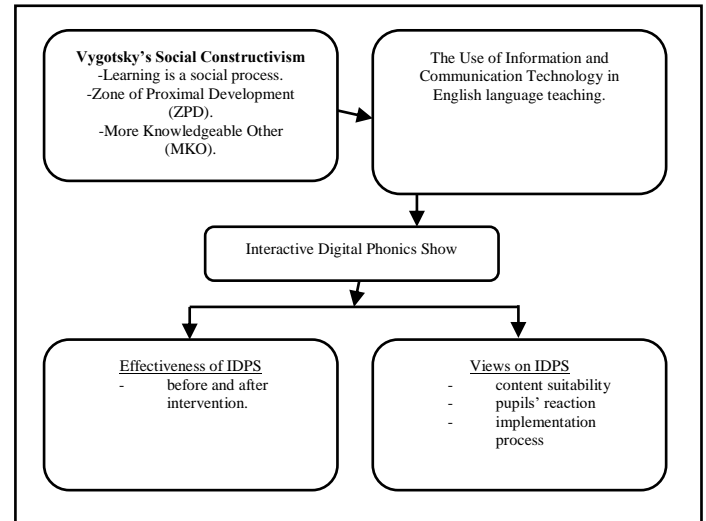 Vygotsky's Social Constructivism
-Learning is a social process.
-Zone of Proximal Development
(ZPD).
-More Knowledgeable Other
(MKO).
The Use of Information and
Communication Technology in
English language teaching.
Interactive Digital Phonics Show
Effectiveness of IDPS
- before and after
intervention.
Views on IDPS
- content suitability
- pupils' reaction
- implementation
process